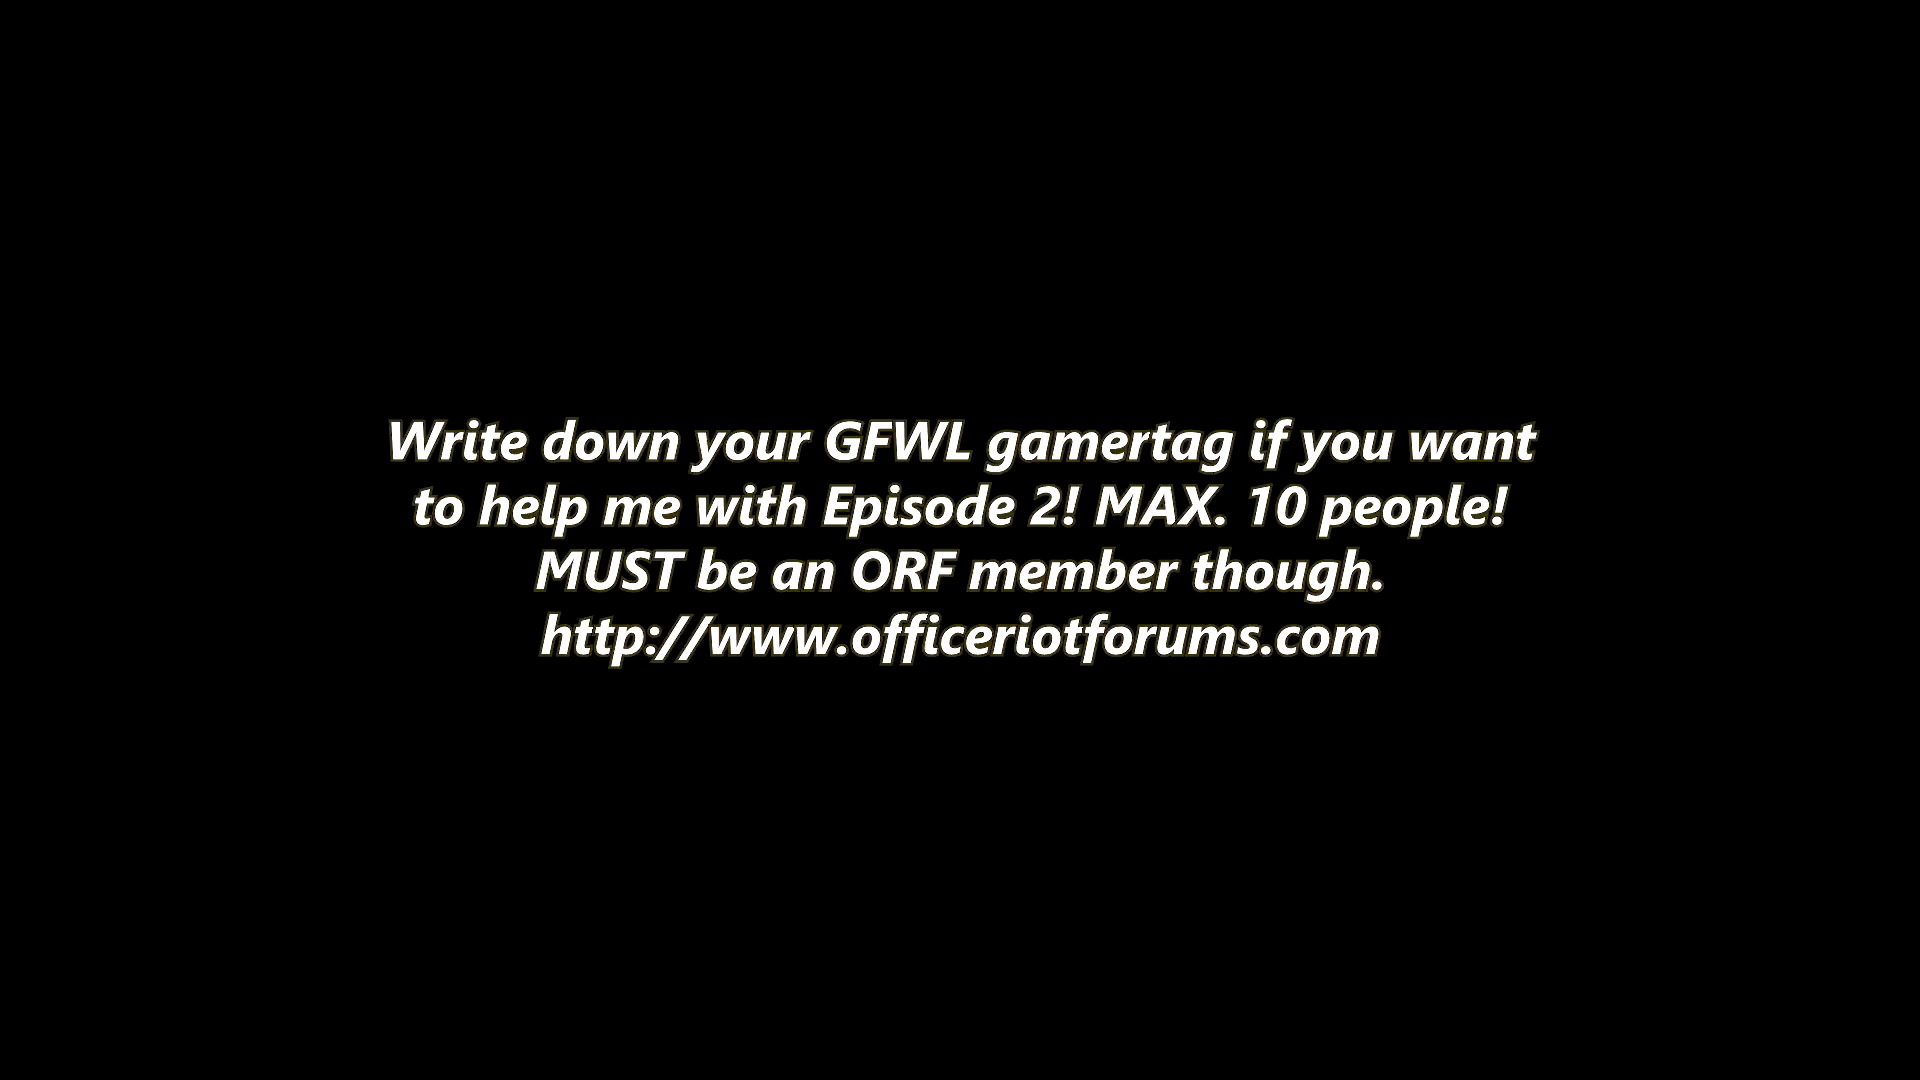 Write down your GFWL gamertag if you want
to help me with Episode 2! MAX. 10 people!
MUST be an ORF member though.
http://www.officeriotforums.com